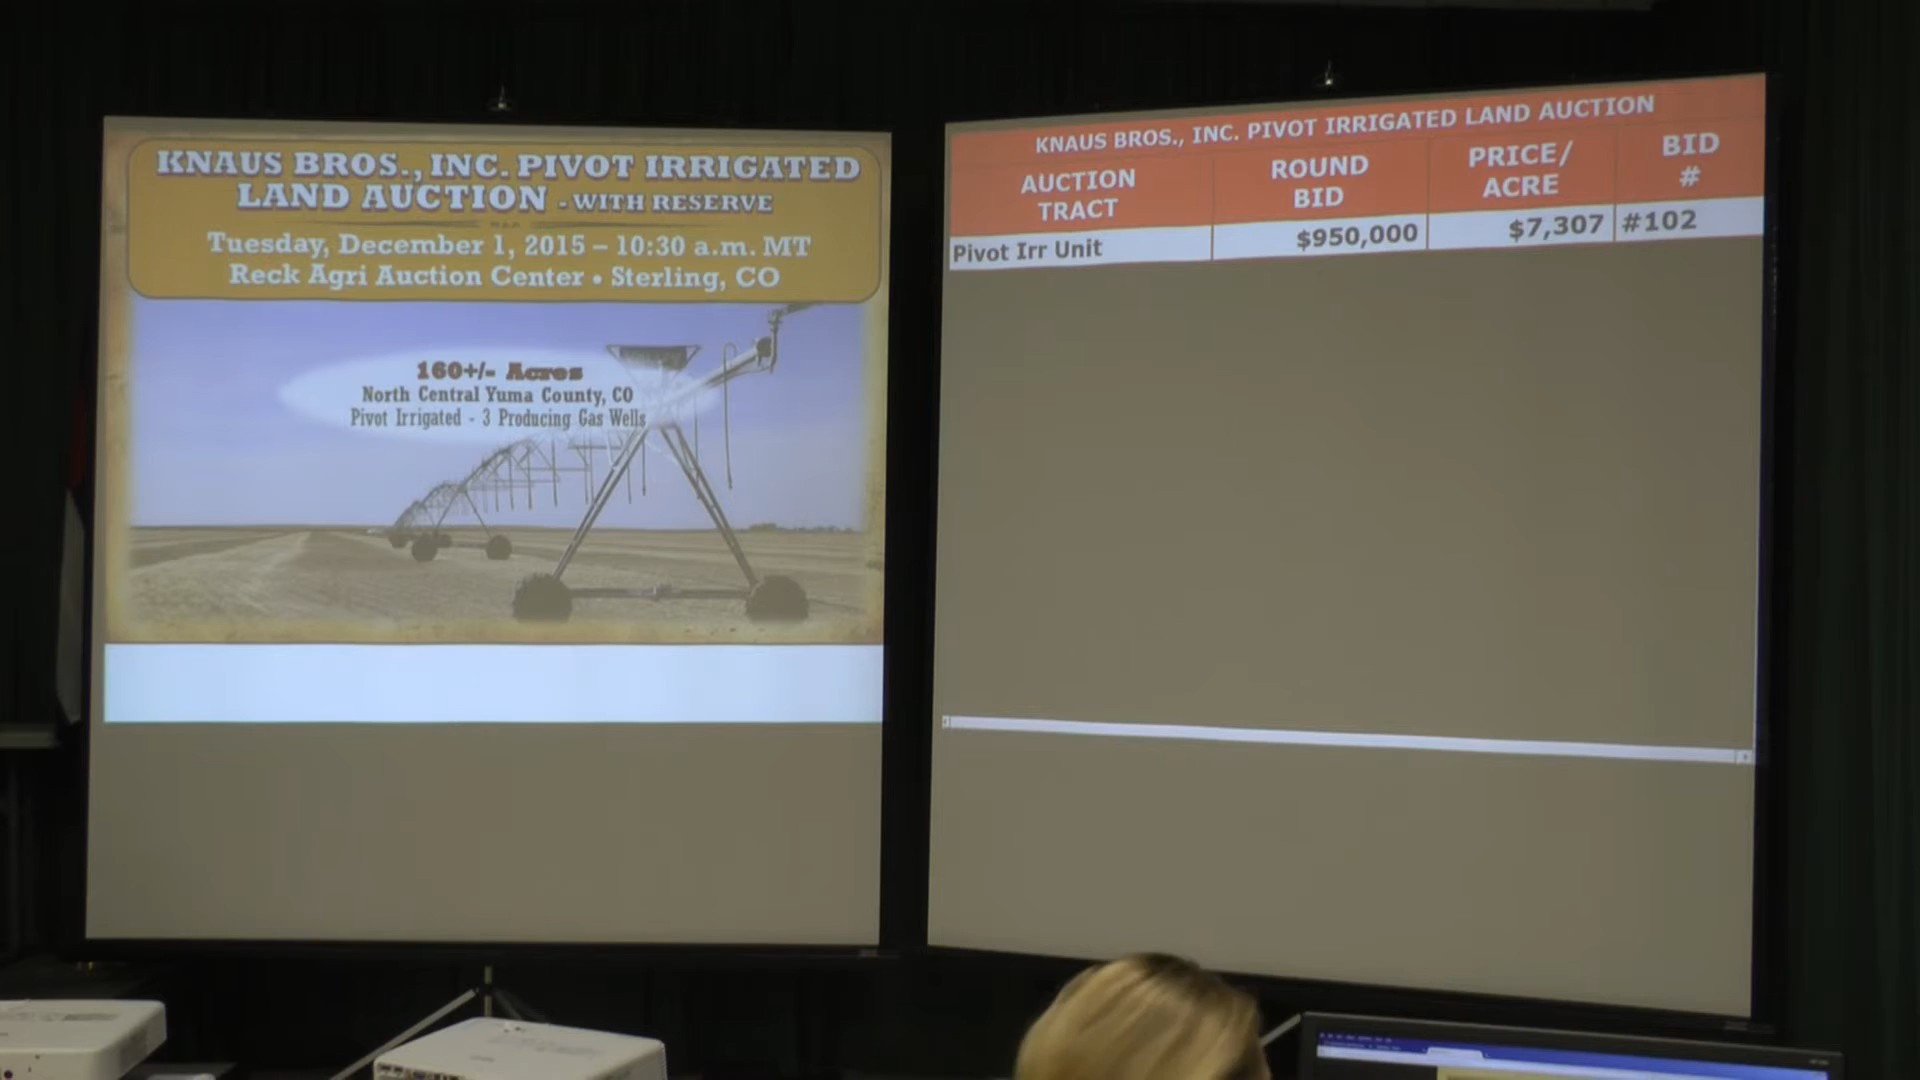 KNAUS BROS., INC. PIVOT IRRIGATED
LAND AUCTION - WITH RESERVE
Tuesday, December 1, 2015 – 10:30 a.m. MT
Reck Agri Auction Center • Sterling, CO
160+/- Acres
North Central Yuma County, CO
Pivot Irrigated - 3 Producing Gas Wells
KNAUS BROS., INC. PIVOT IRRIGATED LAND AUCTION
AUCTION TRACT
ROUND BID
PRICE/ ACRE
BID #
Pivot Irr Unit $950,000 $7,307 #102